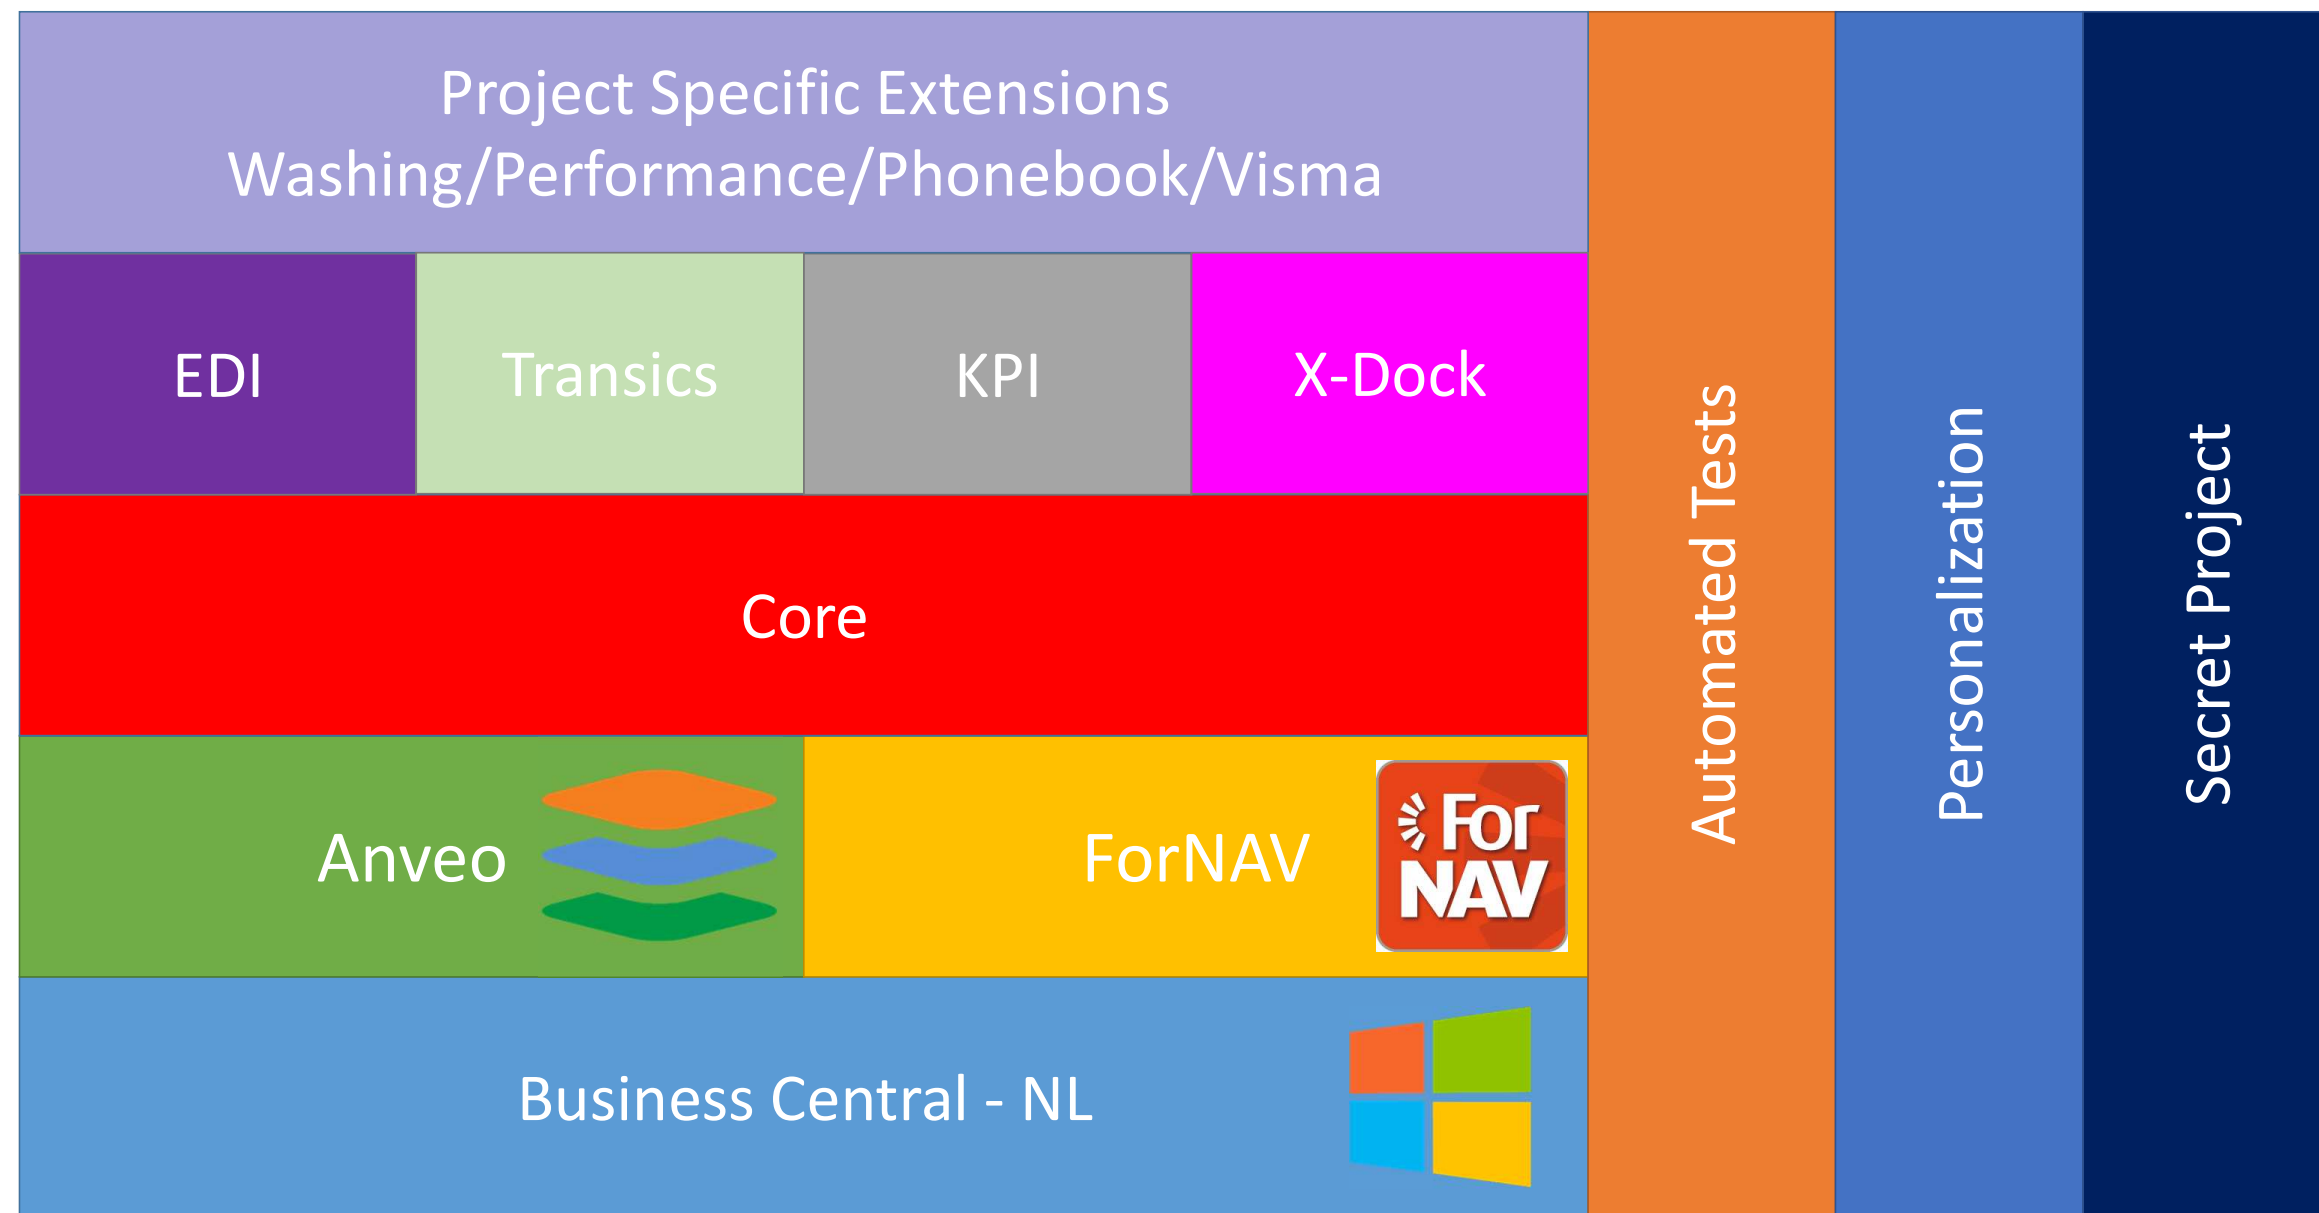 Project Specific Extensions
Washing/Performance/Phonebook/Visma
EDI
Transics
KPI
X-Dock
Core
Anveo
ForNAV
For
NAV
Business Central - NL
Automated Tests
Personalization
Secret Project